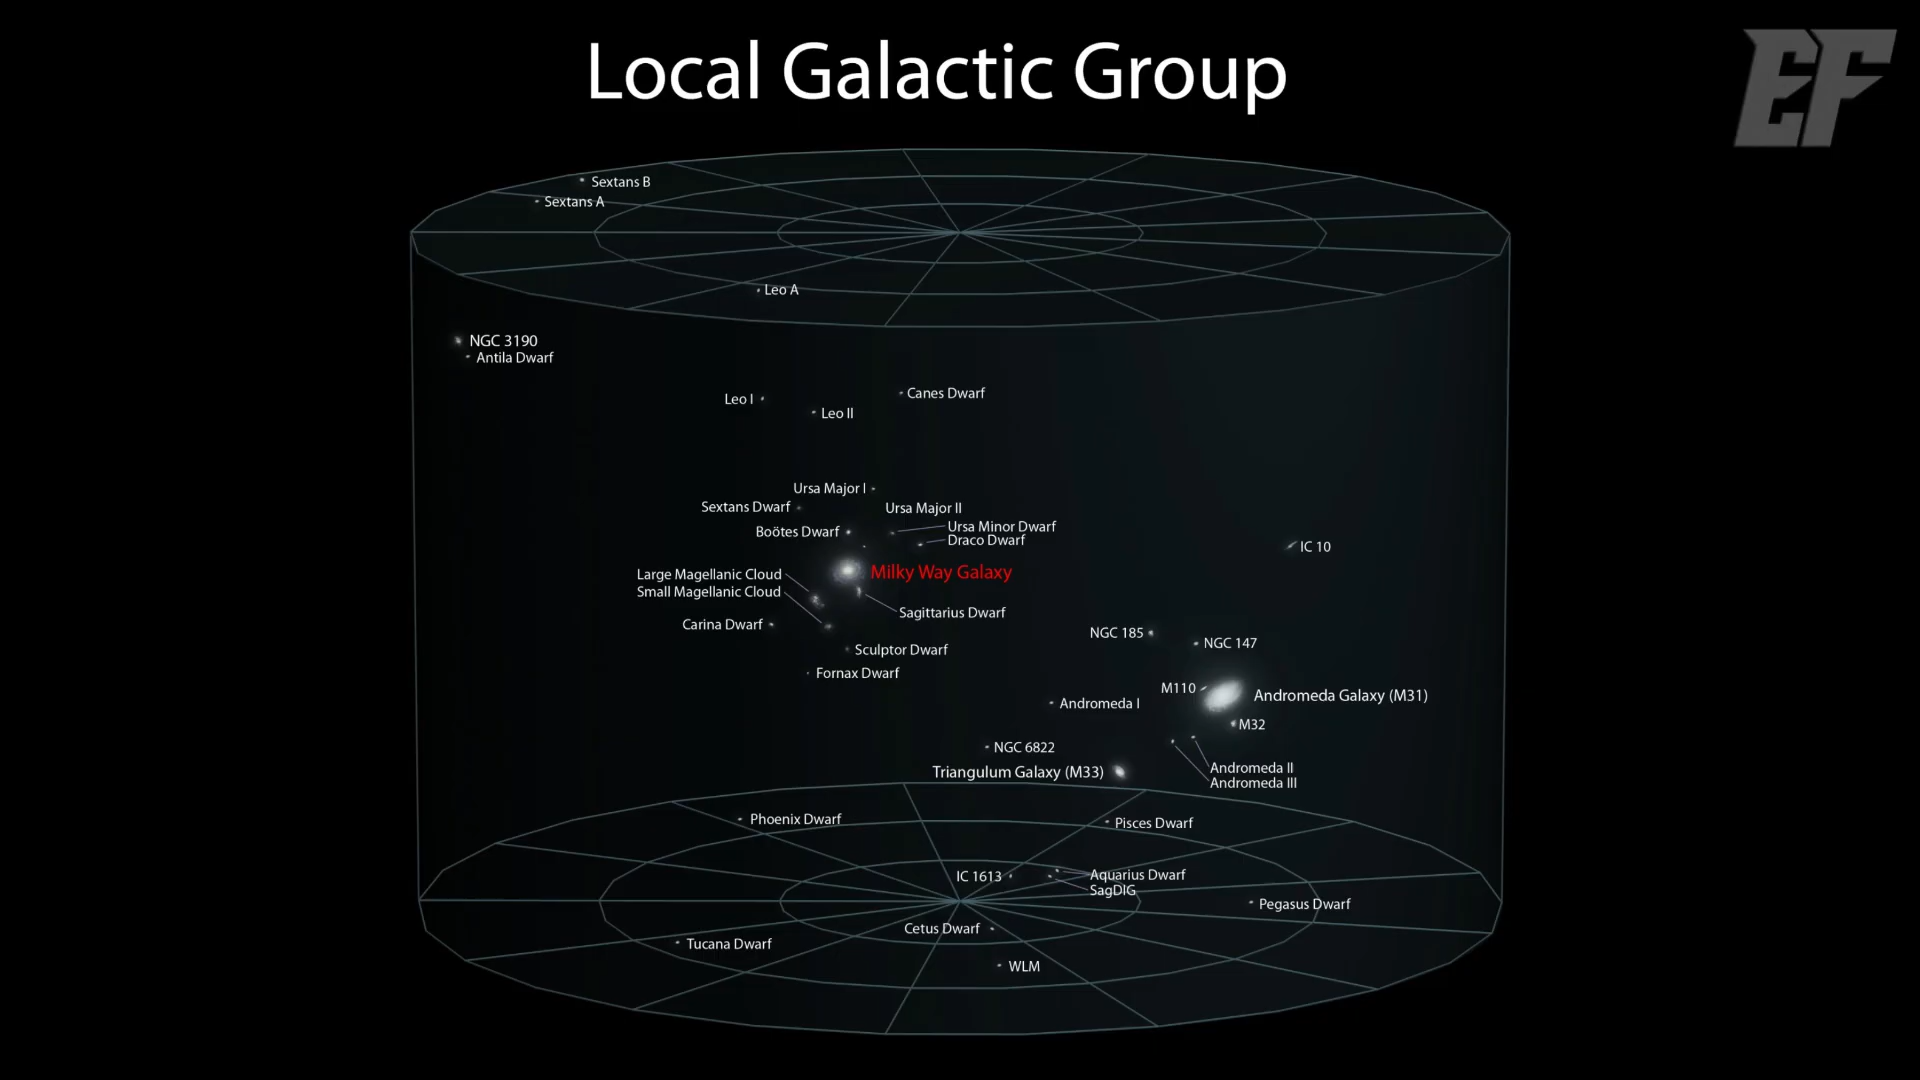 Local Galactic Group
EF
Sextans B
Sextans A
Leo A
NGC 3190
Antila Dwarf
Canes Dwarf
Leo I
Leo II
Ursa Major I
Sextans Dwarf
Ursa Major II
Boötes Dwarf
Ursa Minor Dwarf
Draco Dwarf
IC 10
Milky Way Galaxy
Large Magellanic Cloud
Small Magellanic Cloud
Sagittarius Dwarf
Carina Dwarf
NGC 185
NGC 147
Sculptor Dwarf
Fornax Dwarf
M110
Andromeda Galaxy (M31)
Andromeda I
M32
NGC 6822
Triangulum Galaxy (M33)
Andromeda II
Andromeda III
Phoenix Dwarf
Pisces Dwarf
IC 1613
Aquarius Dwarf
SagDIG
Pegasus Dwarf
Cetus Dwarf
Tucana Dwarf
WLM